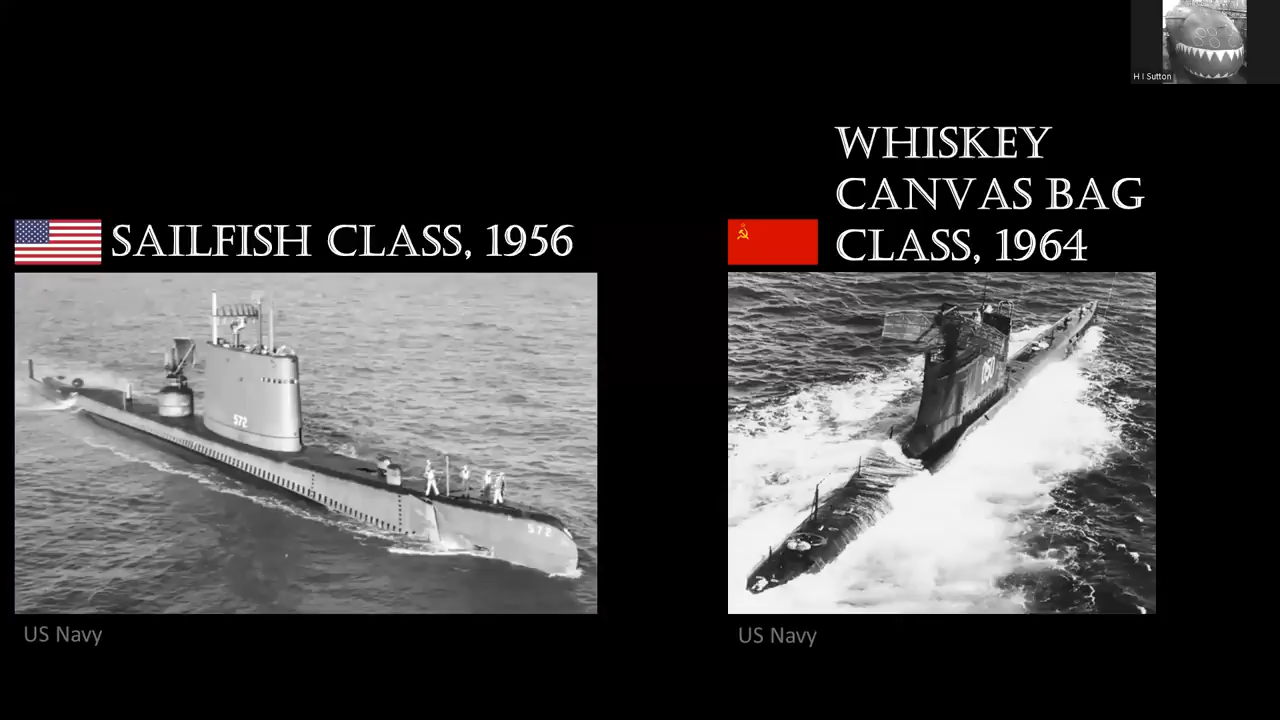 H I Sutton
SAILFISH CLASS, 1956
WHISKEY
CANVAS BAG
CLASS, 1964
572
572
US Navy
US Navy